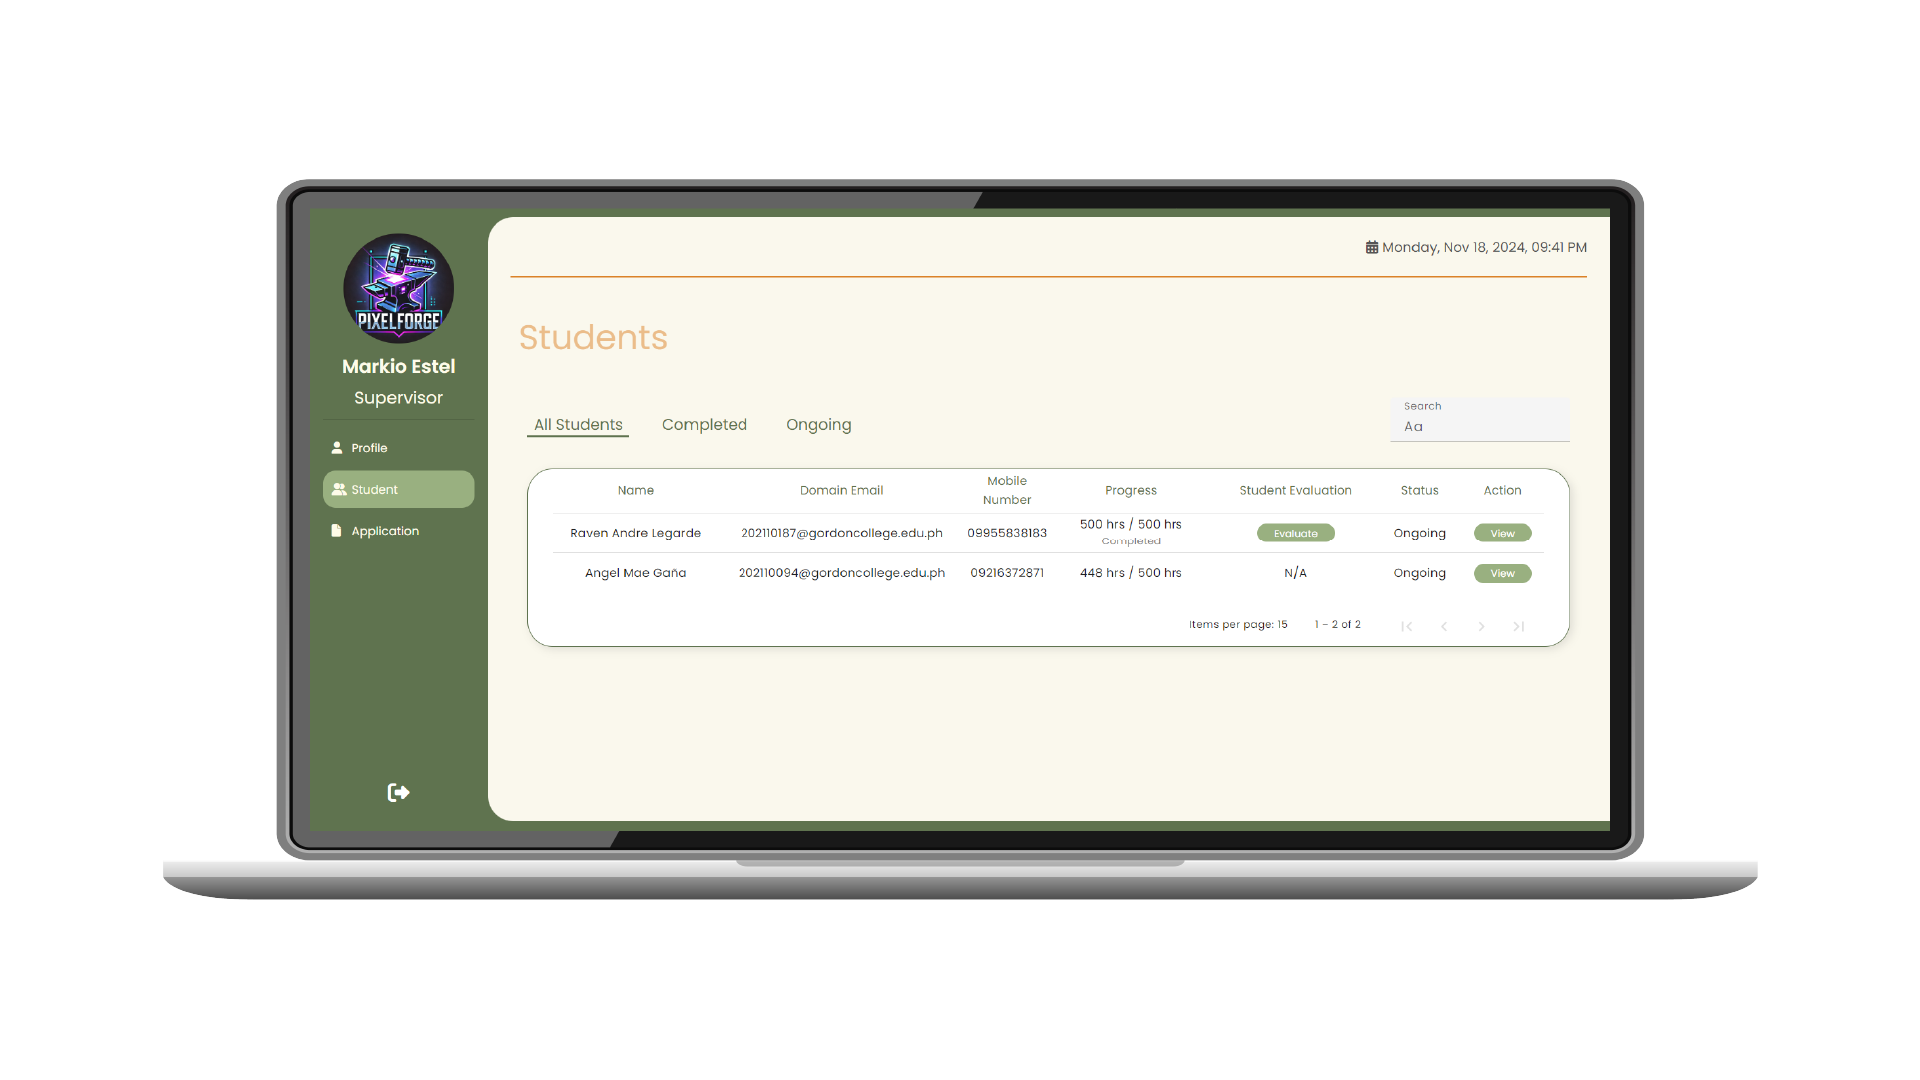 PIXELFORGE
Markio Estel
Supervisor
Profile
Student
Application
Monday, Nov 18, 2024, 09:41 PM
Students
All Students Completed Ongoing
Search
Aa
Name Domain Email Mobile Number Progress Student Evaluation Status Action
Raven Andre Legarde 202110187@gordoncollege.edu.ph 09955838183 500 hrs / 500 hrs Completed Evaluate Ongoing View
Angel Mae Gaña 202110094@gordoncollege.edu.ph 09216372871 448 hrs / 500 hrs N/A Ongoing View
Items per page: 15 1 – 2 of 2